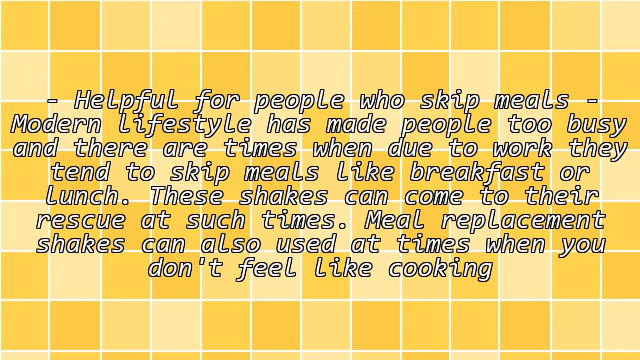 - Helpful for people who skip meals -
Modern lifestyle has made people too busy
and there are times when due to work they
tend to skip meals like breakfast or
lunch. These shakes can come to their
rescue at such times. Meal replacement
shakes can also used at times when you
don't feel like cooking